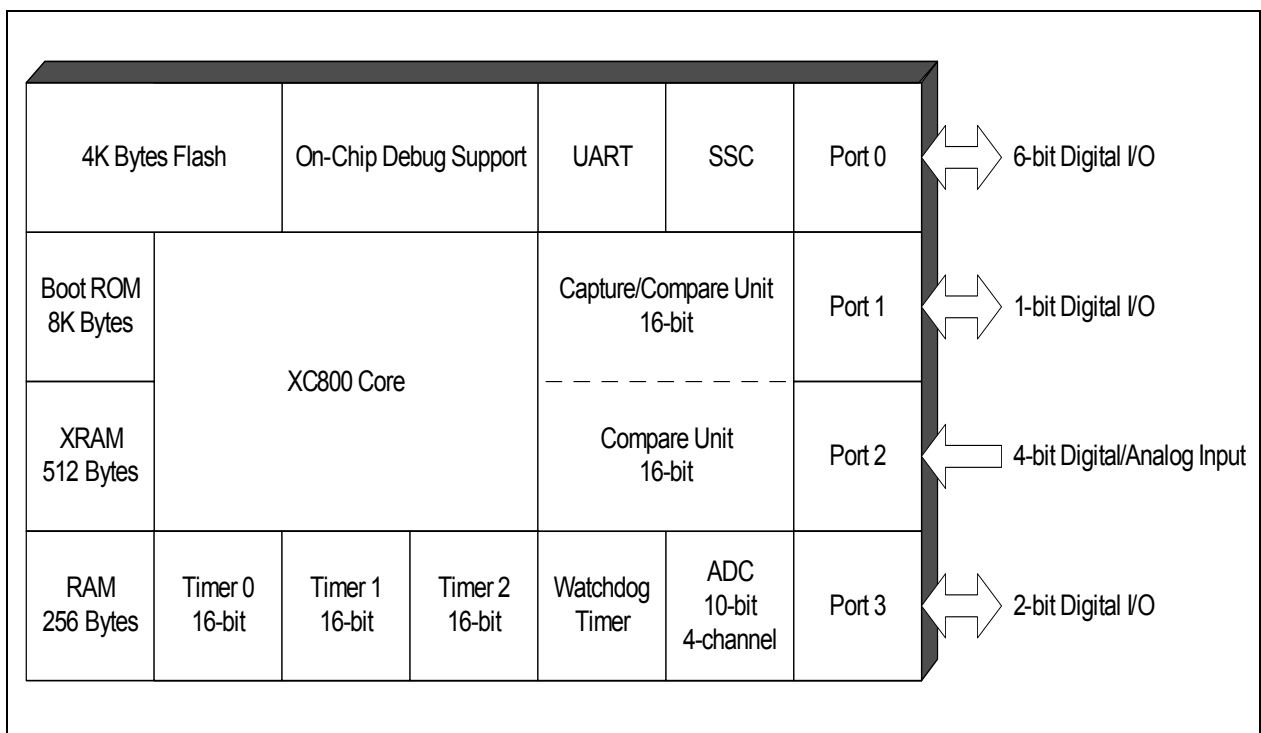 4K Bytes Flash
On-Chip Debug Support
UART
SSC
Port 0
6-bit Digital I/O
Boot ROM
8K Bytes
XC800 Core
Capture/Compare Unit
16-bit
Port 1
1-bit Digital I/O
XRAM
512 Bytes
Compare Unit
16-bit
Port 2
4-bit Digital/Analog Input
RAM
256 Bytes
Timer 0
16-bit
Timer 1
16-bit
Timer 2
16-bit
Watchdog
Timer
ADC
10-bit
4-channel
Port 3
2-bit Digital I/O